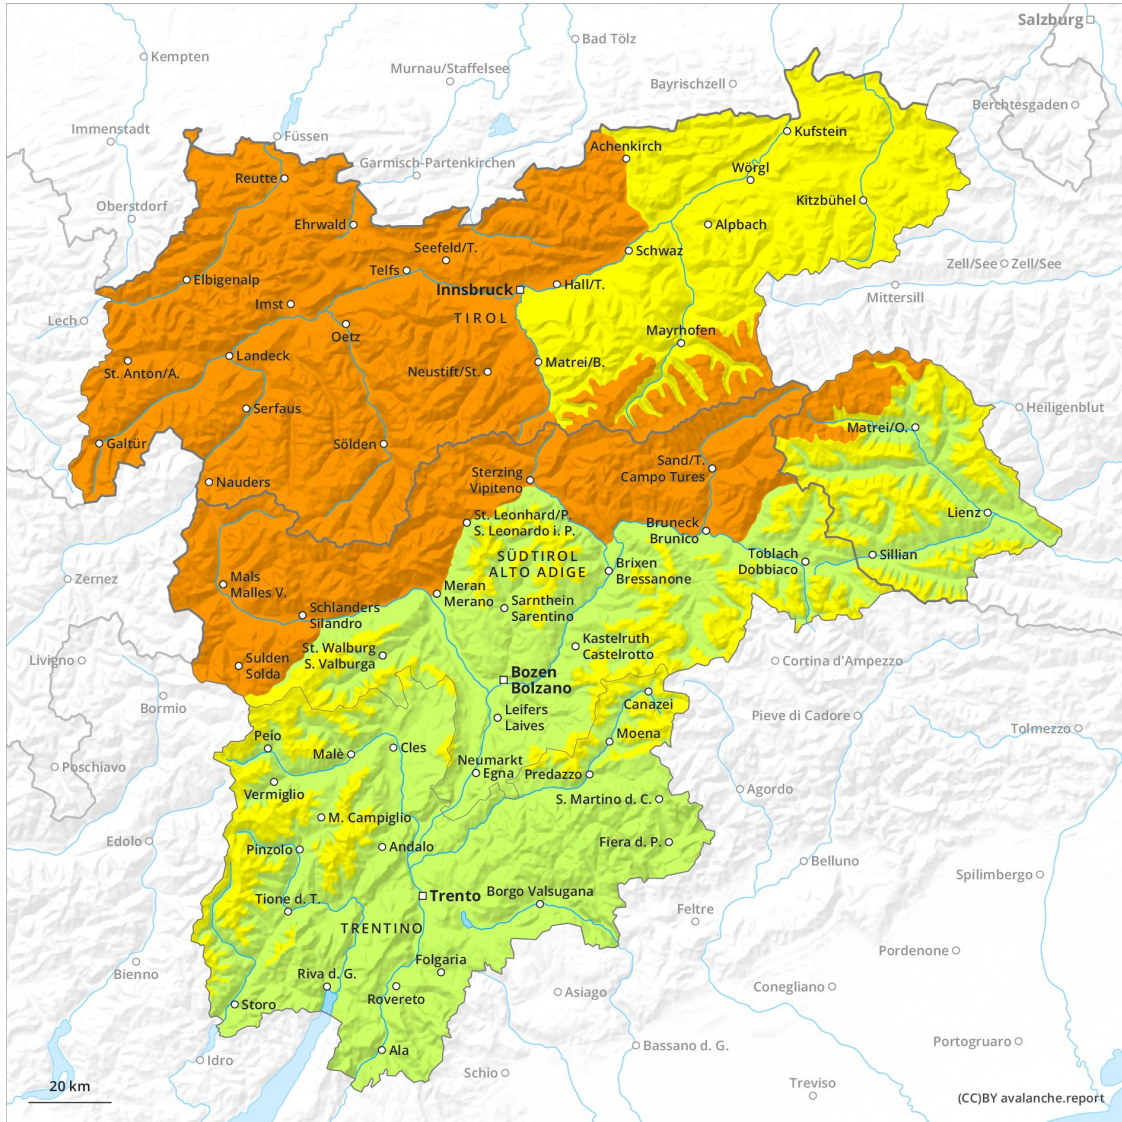 Salzburg
Bad Tölz
Kempten
Murnau/Staffelsee
Bayrischzell
Berchtesgaden
Immenstadt
Füssen
Kufstein
Achenkirch
Garmisch-Partenkirchen
Wörgl
Reutte
Oberstdorf
Kitzbühel
Ehrwald
Alpbach
Seefeld/T.
Schwaz
Zell/See
Zell/See
Telfs
Elbigenalp
Hall/T.
Innsbruck
Mittersill
Imst
TIROL
Lech
Mayrhofen
Oetz
Landeck
Matrei/B.
St. Anton/A.
Neustift/St.
Serfaus
Heiligenblut
Matrei/O.
Galtür
Sölden
Sand/T.
Campo Tures
Sterzing
Vipiteno
Nauders
St. Leonhard/P.
S. Leonardo i. P.
Bruneck
Brunico
Lienz
SÜDTIROL
ALTO ADIGE
Toblach
Dobbiaco
Sillian
Brixen
Bressanone
Zernez
Mals
Malles V.
Meran
Merano
Sarnthein
Sarentino
Schlanders
Silandro
Kastelruth
Castelrotto
St. Walburg
S. Valburga
Livigno
Sulden
Solda
Cortina d'Ampezzo
Bozen
Bolzano
Bormio
Canazei
Leifers
Laives
Pieve di Cadore
Tolmezzo
Peio
Moena
Malè
Cles
Neumarkt
Egna
Predazzo
Poschiavo
Vermiglio
Agordo
S. Martino d. C.
M. Campiglio
Edolo
Pinzolo
Andalo
Fiera d. P.
Belluno
Spilimbergo
Trento
Borgo Valsugana
Tione d. T.
Feltre
TRENTINO
Pordenone
Folgaria
Bienno
Riva d. G.
Rovereto
Conegliano
Asiago
Storo
Portogruaro
Bassano d. G.
Ala
Idro
Schio
Treviso
20 km
(CC)BY avalanche.report